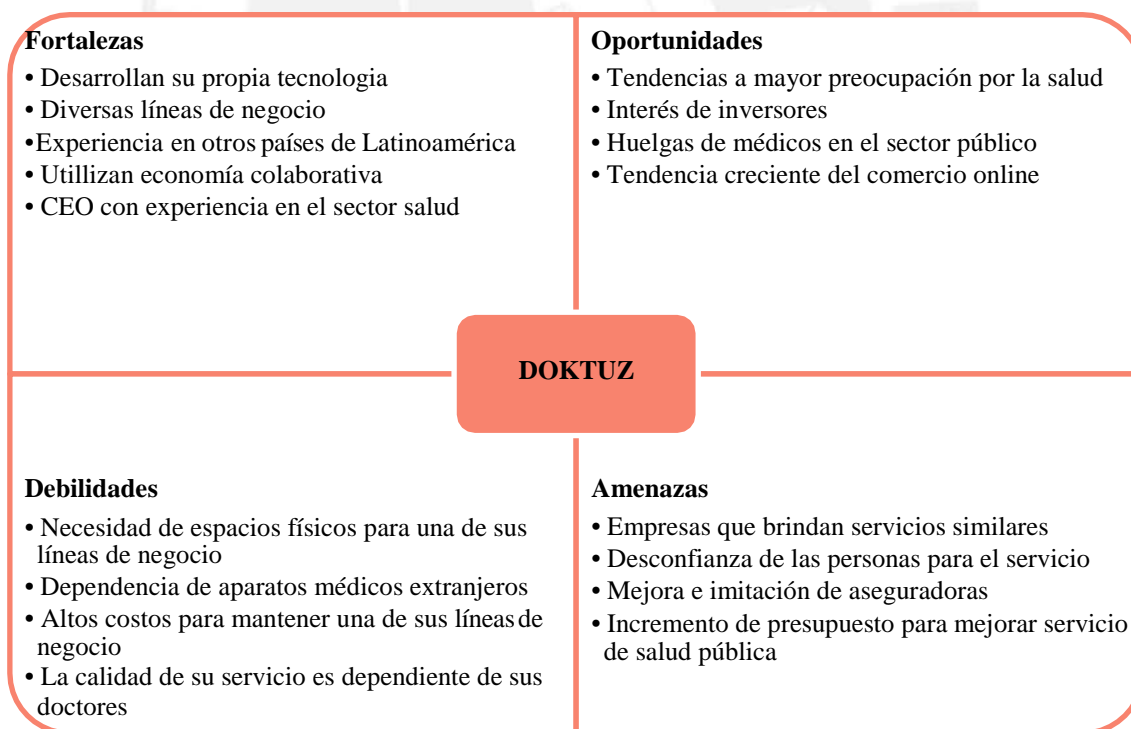 Fortalezas
• Desarrollan su propia tecnologia
• Diversas líneas de negocio
•Experiencia en otros países de Latinoamérica
• Utillizan economía colaborativa
• CEO con experiencia en el sector salud
Oportunidades
• Tendencias a mayor preocupación por la salud
• Interés de inversores
• Huelgas de médicos en el sector público
• Tendencia creciente del comercio online
DOKTUZ
Debilidades
• Necesidad de espacios físicos para una de sus
líneas de negocio
• Dependencia de aparatos médicos extranjeros
• Altos costos para mantener una de sus líneas de
negocio
• La calidad de su servicio es dependiente de sus
doctores
Amenazas
• Empresas que brindan servicios similares
• Desconfianza de las personas para el servicio
• Mejora e imitación de aseguradoras
• Incremento de presupuesto para mejorar servicio
de salud pública